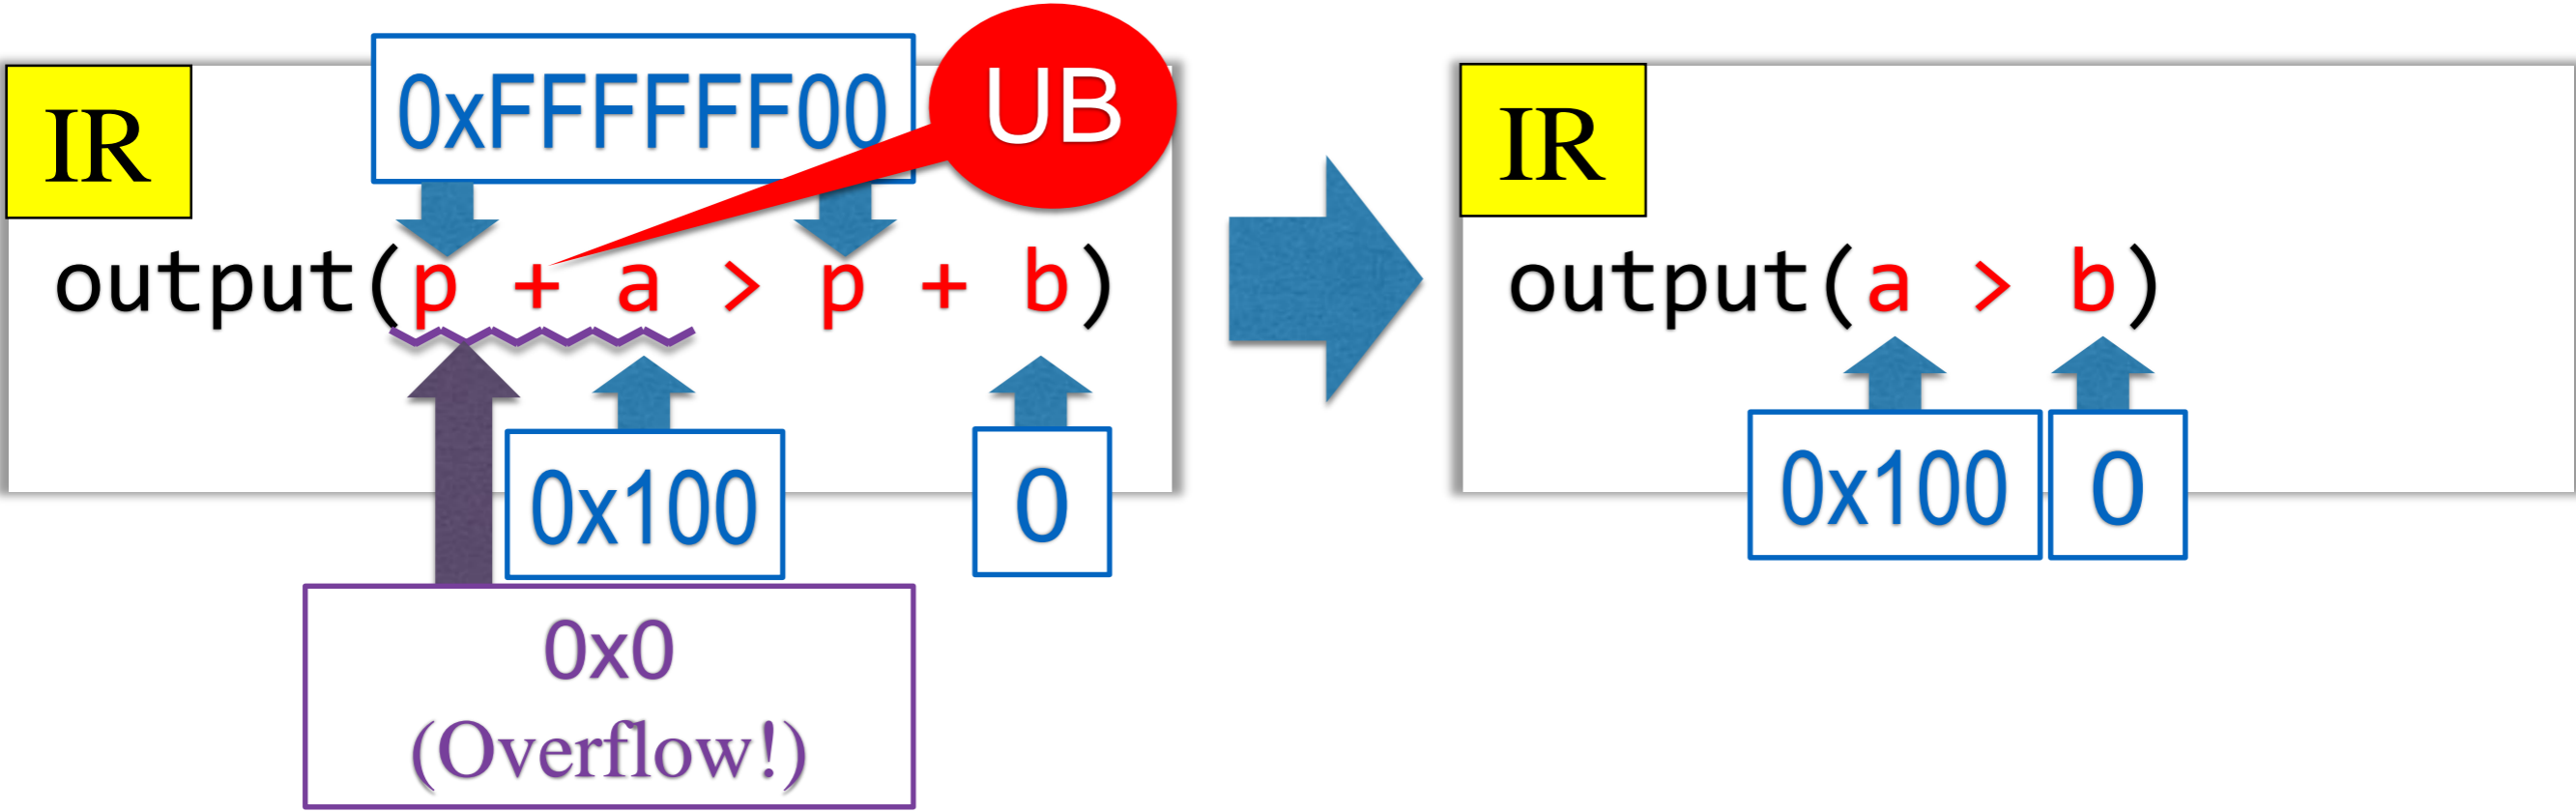 IR
0xFFFFFF00
UB
output(p + a > p + b)
0x100
0
0x0
(Overflow!)
IR
output(a > b)
0x100
0